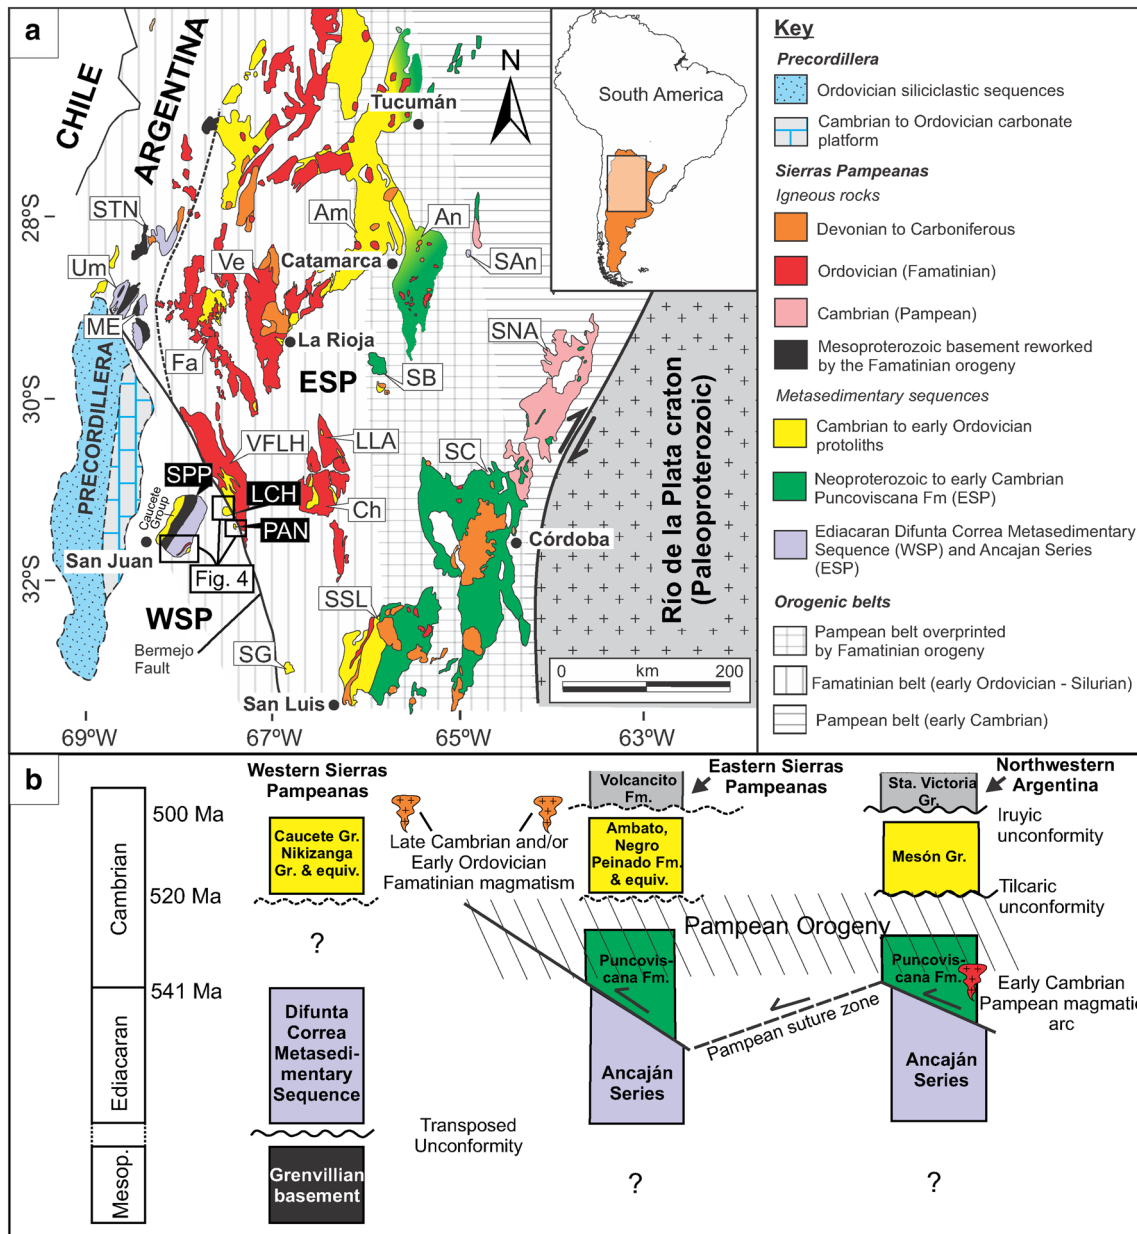 a
CHILE
ARGENTINA
N
Tucumán
South America
28°S
30°S
32°S
STN
Um
ME
Am
An
Ve
Catamarca
SAn
La Rioja
SNA
Fa
ESP
SB
PRECORDILLERA
VFLH
LLA
SC
SPP
LCH
Ch
PAN
Caucete
Group
San Juan
Fig. 4
Córdoba
WSP
SSL
Bermejo
Fault
SG
San Luis
Río de la Plata craton
(Paleoproterozoic)
0 km 200
69°W 67°W 65°W 63°W
Key
Precordillera
Ordovician siliciclastic sequences
Cambrian to Ordovician carbonate
platform
Sierras Pampeanas
Igneous rocks
Devonian to Carboniferous
Ordovician (Famatinian)
Cambrian (Pampean)
Mesoproterozoic basement reworked
by the Famatinian orogeny
Metasedimentary sequences
Cambrian to early Ordovician
protoliths
Neoproterozoic to early Cambrian
Puncoviscana Fm (ESP)
Ediacaran Difunta Correa Metasedimentary
Sequence (WSP) and Ancajan Series
(ESP)
Orogenic belts
Pampean belt overprinted
by Famatinian orogeny
Famatinian belt (early Ordovician - Silurian)
Pampean belt (early Cambrian)
b
Western Sierras
Pampeanas
Volcancito
Fm.
Eastern Sierras
Pampeanas
Sta. Victoria
Gr.
Northwestern
Argentina
500 Ma
520 Ma
541 Ma
Cambrian
Ediacaran
Mesop.
Caucete Gr.
Nikizanga
Gr. & equiv.
Late Cambrian and/or
Early Ordovician
Famatinian magmatism
Ambato,
Negro
Peinado Fm.
& equiv.
Mesón Gr.
Iruyic
unconformity
Tilcaric
unconformity
?
Pampean Orogeny
Puncovis-
cana Fm.
Puncovis-
cana Fm.
Early Cambrian
Pampean magmatic
arc
Pampean suture zone
Difunta
Correa
Metasedi-
mentary
Sequence
Ancaján
Series
Ancaján
Series
Transposed
Unconformity
Grenvillian
basement
?
?